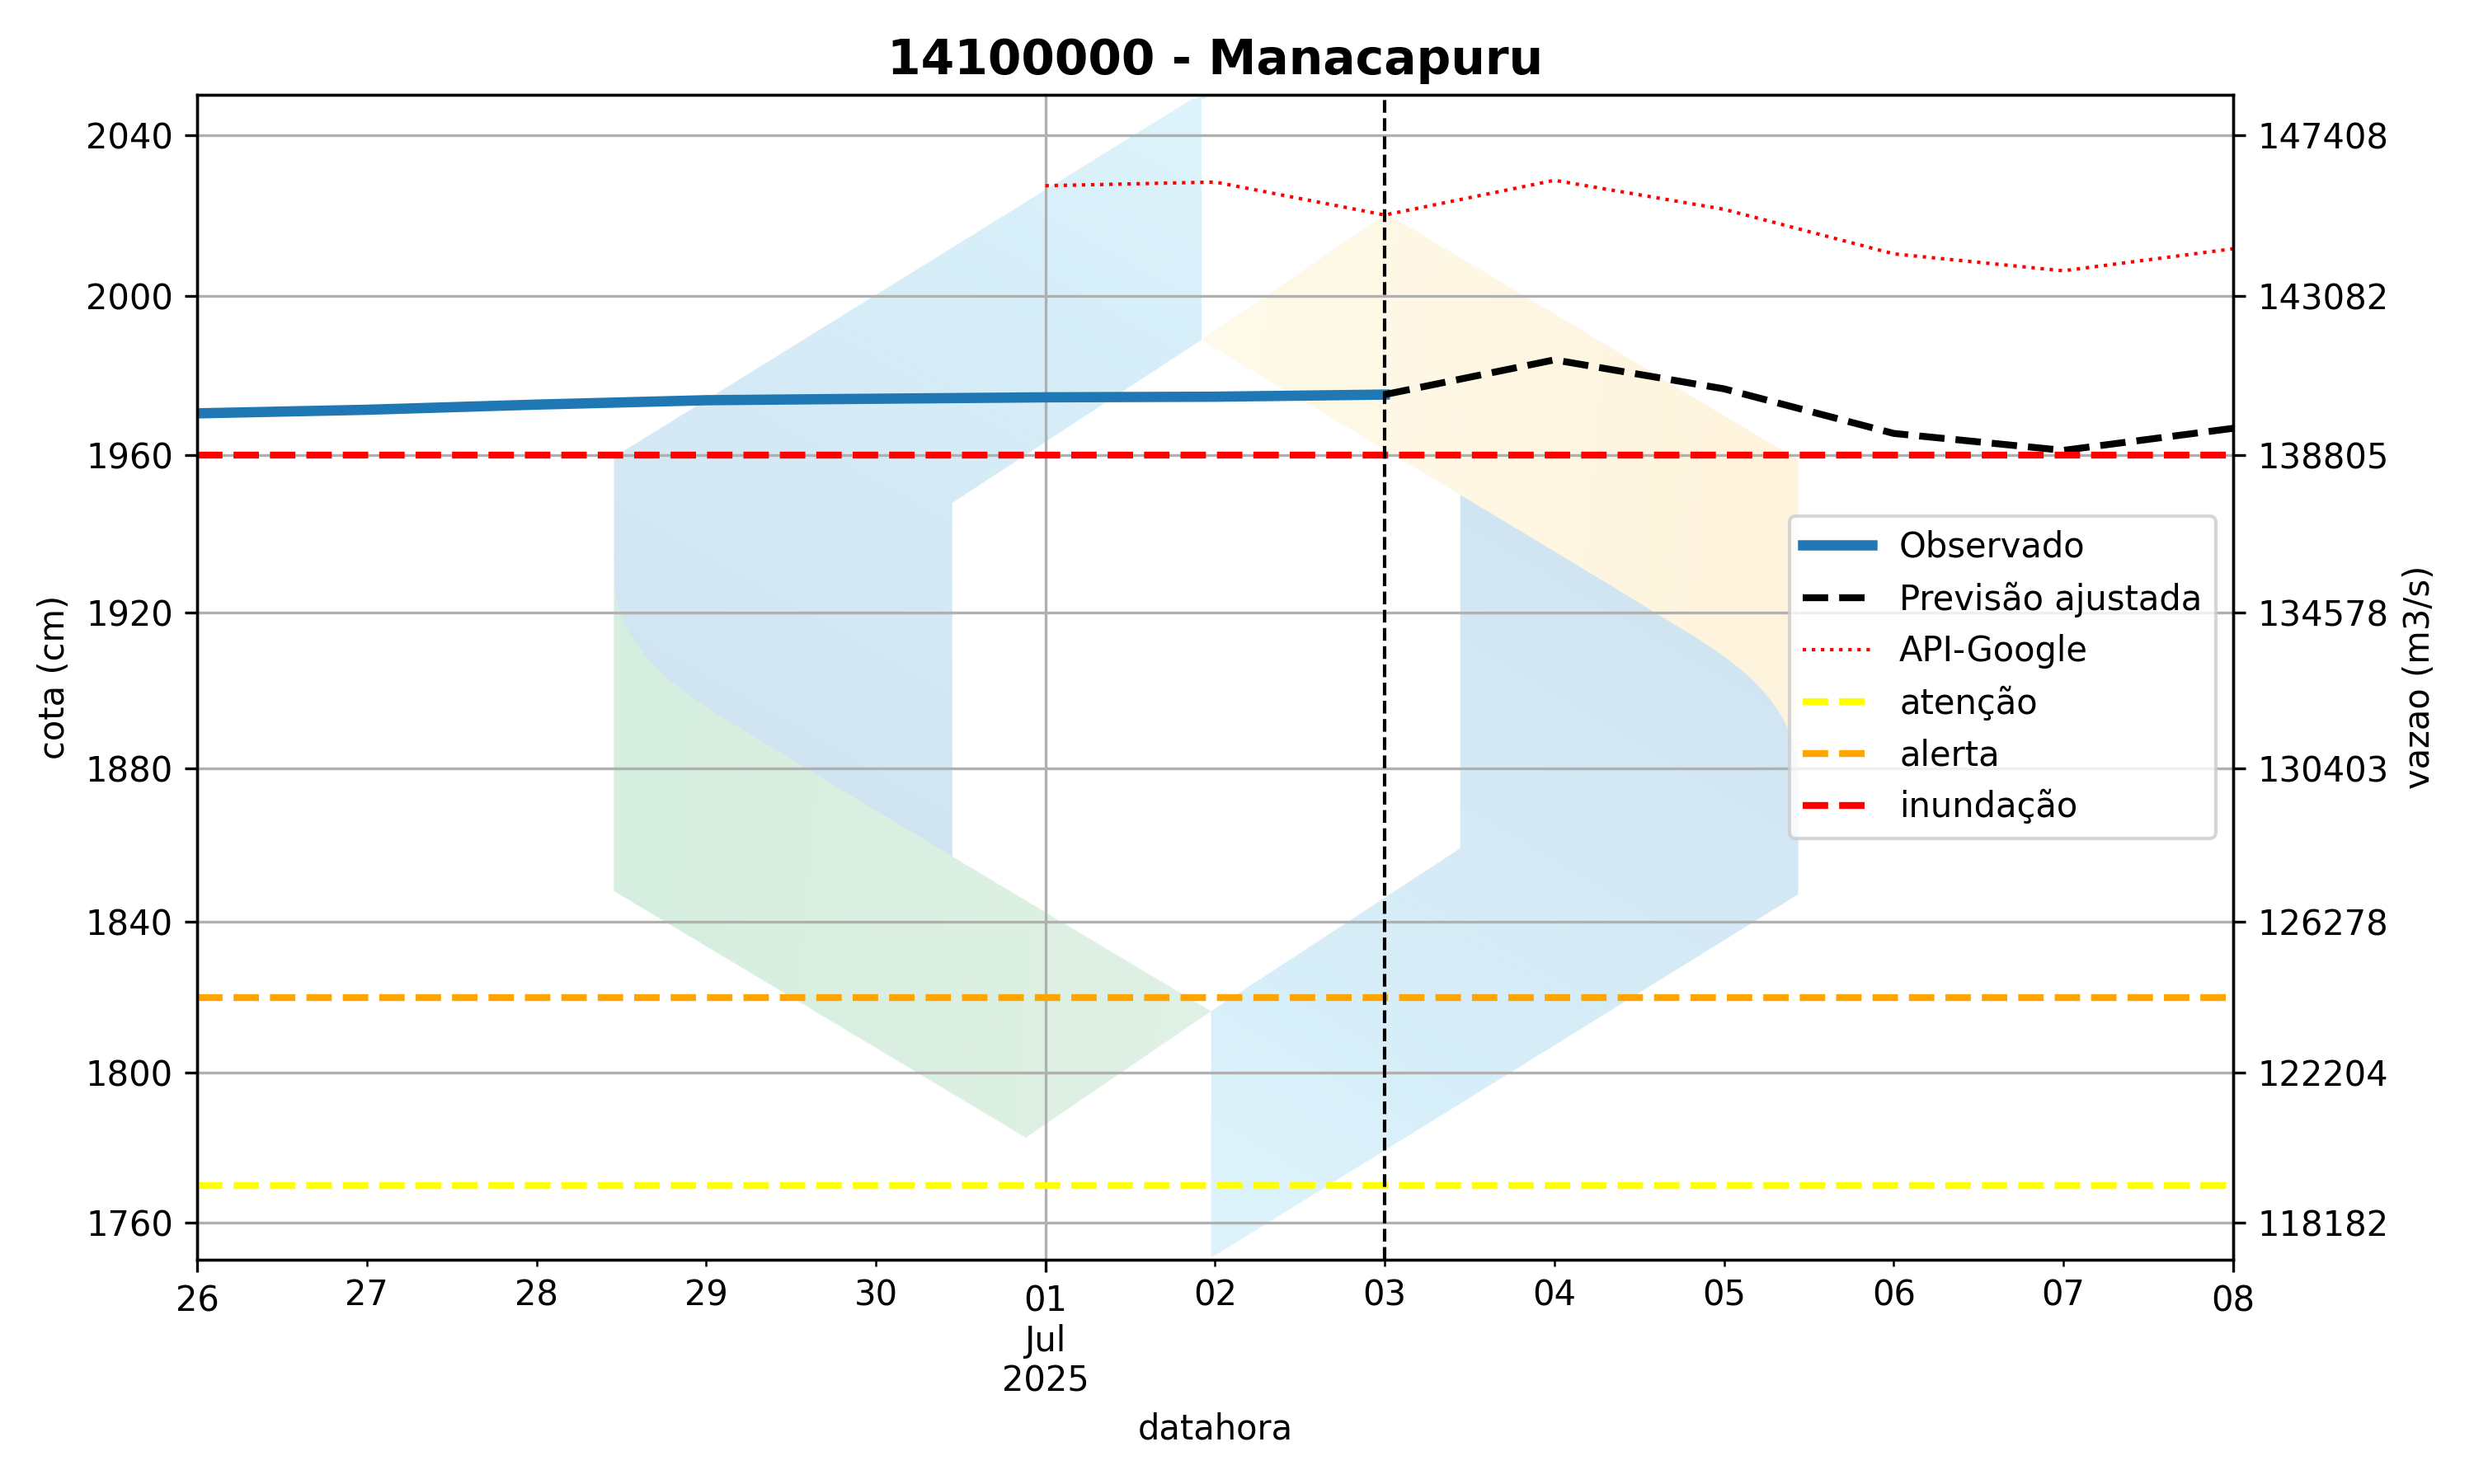 14100000 - Manacapuru
2040
2000
1960
1920
1880
1840
1800
1760
cota (cm)
147408
143082
138805
134578
130403
126278
122204
118182
vazao (m3/s)
Observado
Previsão ajustada
API-Google
atenção
alerta
inundação
26 27 28 29 30 01 02 03 04 05 06 07 08
Jul
2025
datahora